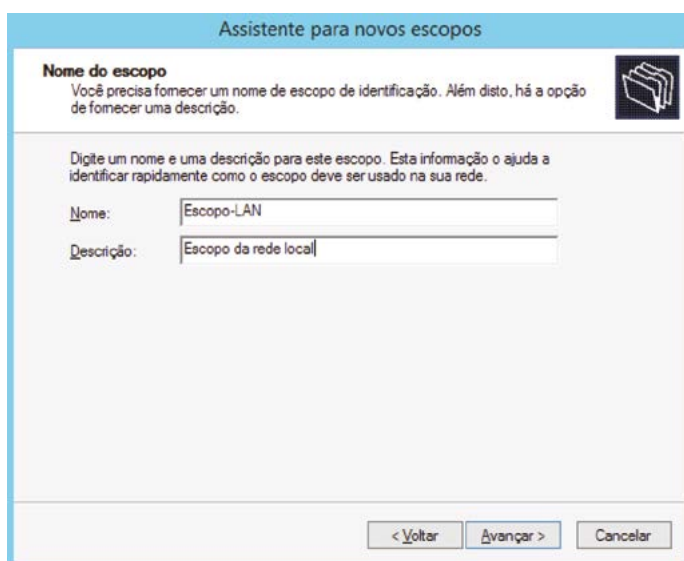 Assistente para novos escopos
Nome do escopo
Você precisa fornecer um nome de escopo de identificação. Além disto, há a opção
de fornecer uma descrição.
Digite um nome e uma descrição para este escopo. Esta informação o ajuda a
identificar rapidamente como o escopo deve ser usado na sua rede.
Nome: Escopo-LAN
Descrição: Escopo da rede local
< Voltar Avançar > Cancelar